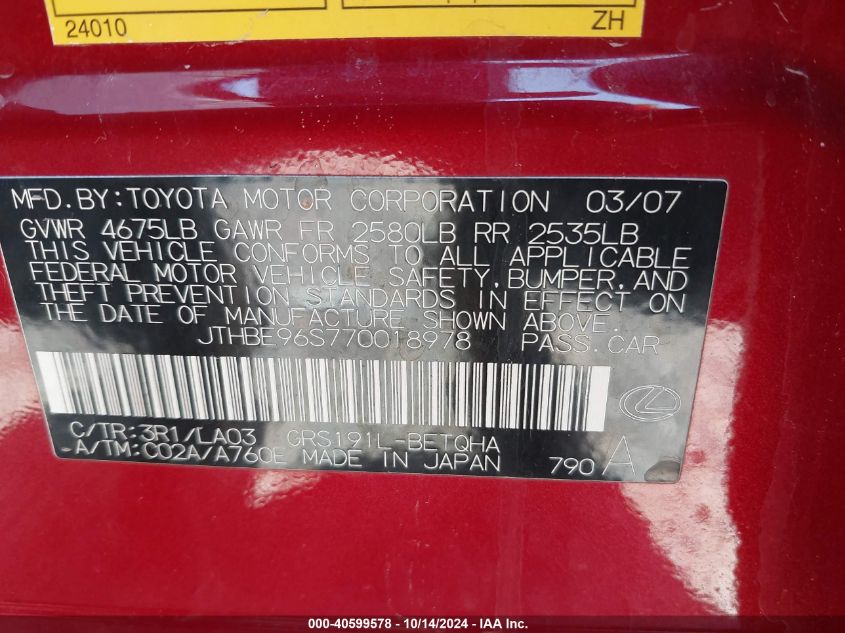 24010 ZH
MFD.BY:TOYOTA MOTOR CORPORATION 03/07
GVWR 4675LB GAWR FR 2580LB RR 2535LB
THIS VEHICLE CONFORMS TO ALL APPLICABLE
FEDERAL MOTOR VEHICLE SAFETY,BUMPER,AND
THEFT PREVENTION STANDARDS IN EFFECT ON
THE DATE OF MANUFACTURE SHOWN ABOVE.
JTHBE96S770018978 PASS.CAR
C/TR:3R1/LA03 GRS191L-BETQHA
A/TM:C02A/A760E MADE IN JAPAN 790 A
000-40599578 - 10/14/2024 - IAA Inc.